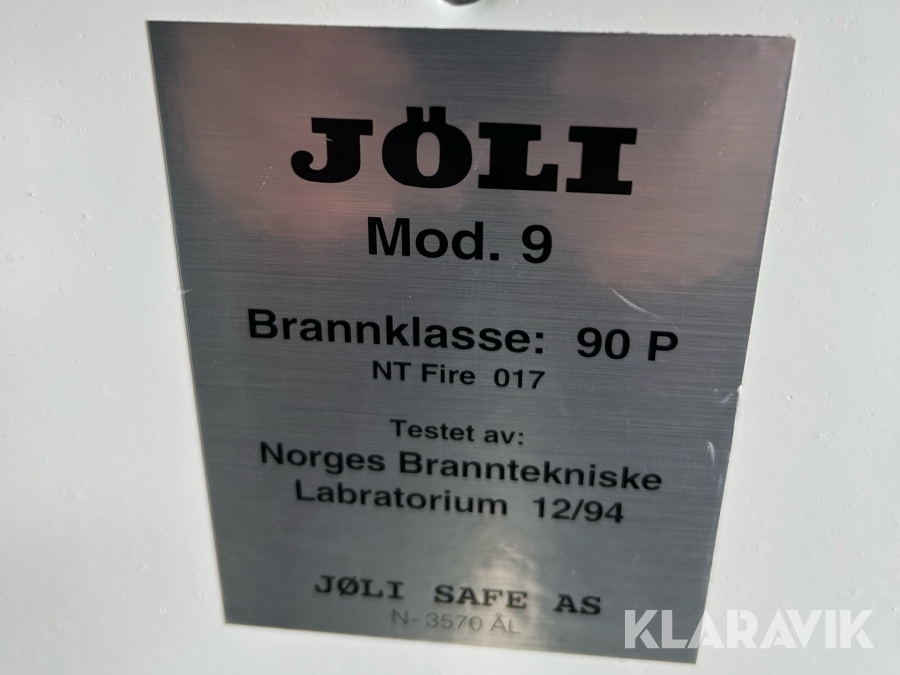 JÖLI
Mod. 9
Brannklasse: 90 P
NT Fire 017
Testet av:
Norges Branntekniske
Labratorium 12/94
JØLI SAFE AS
N- 3570 ÅL
KLARAVIK